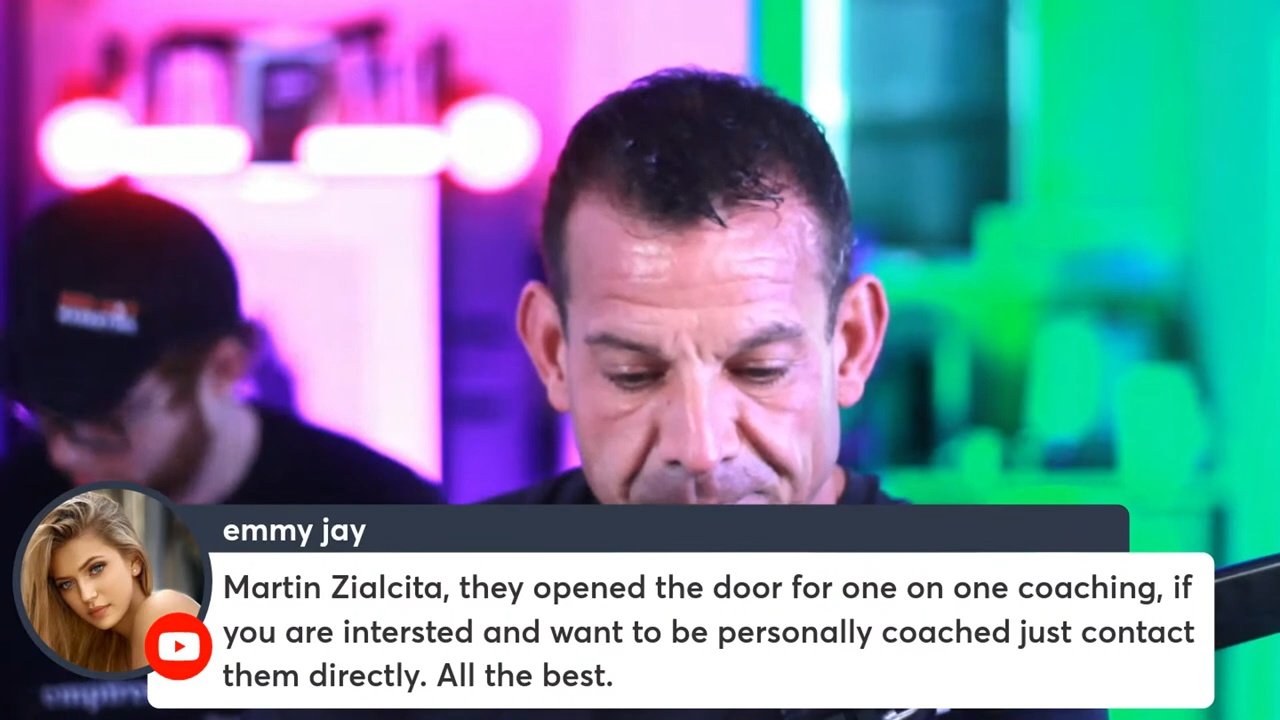 emmy jay
Martin Zialcita, they opened the door for one on one coaching, if
you are intersted and want to be personally coached just contact
them directly. All the best.